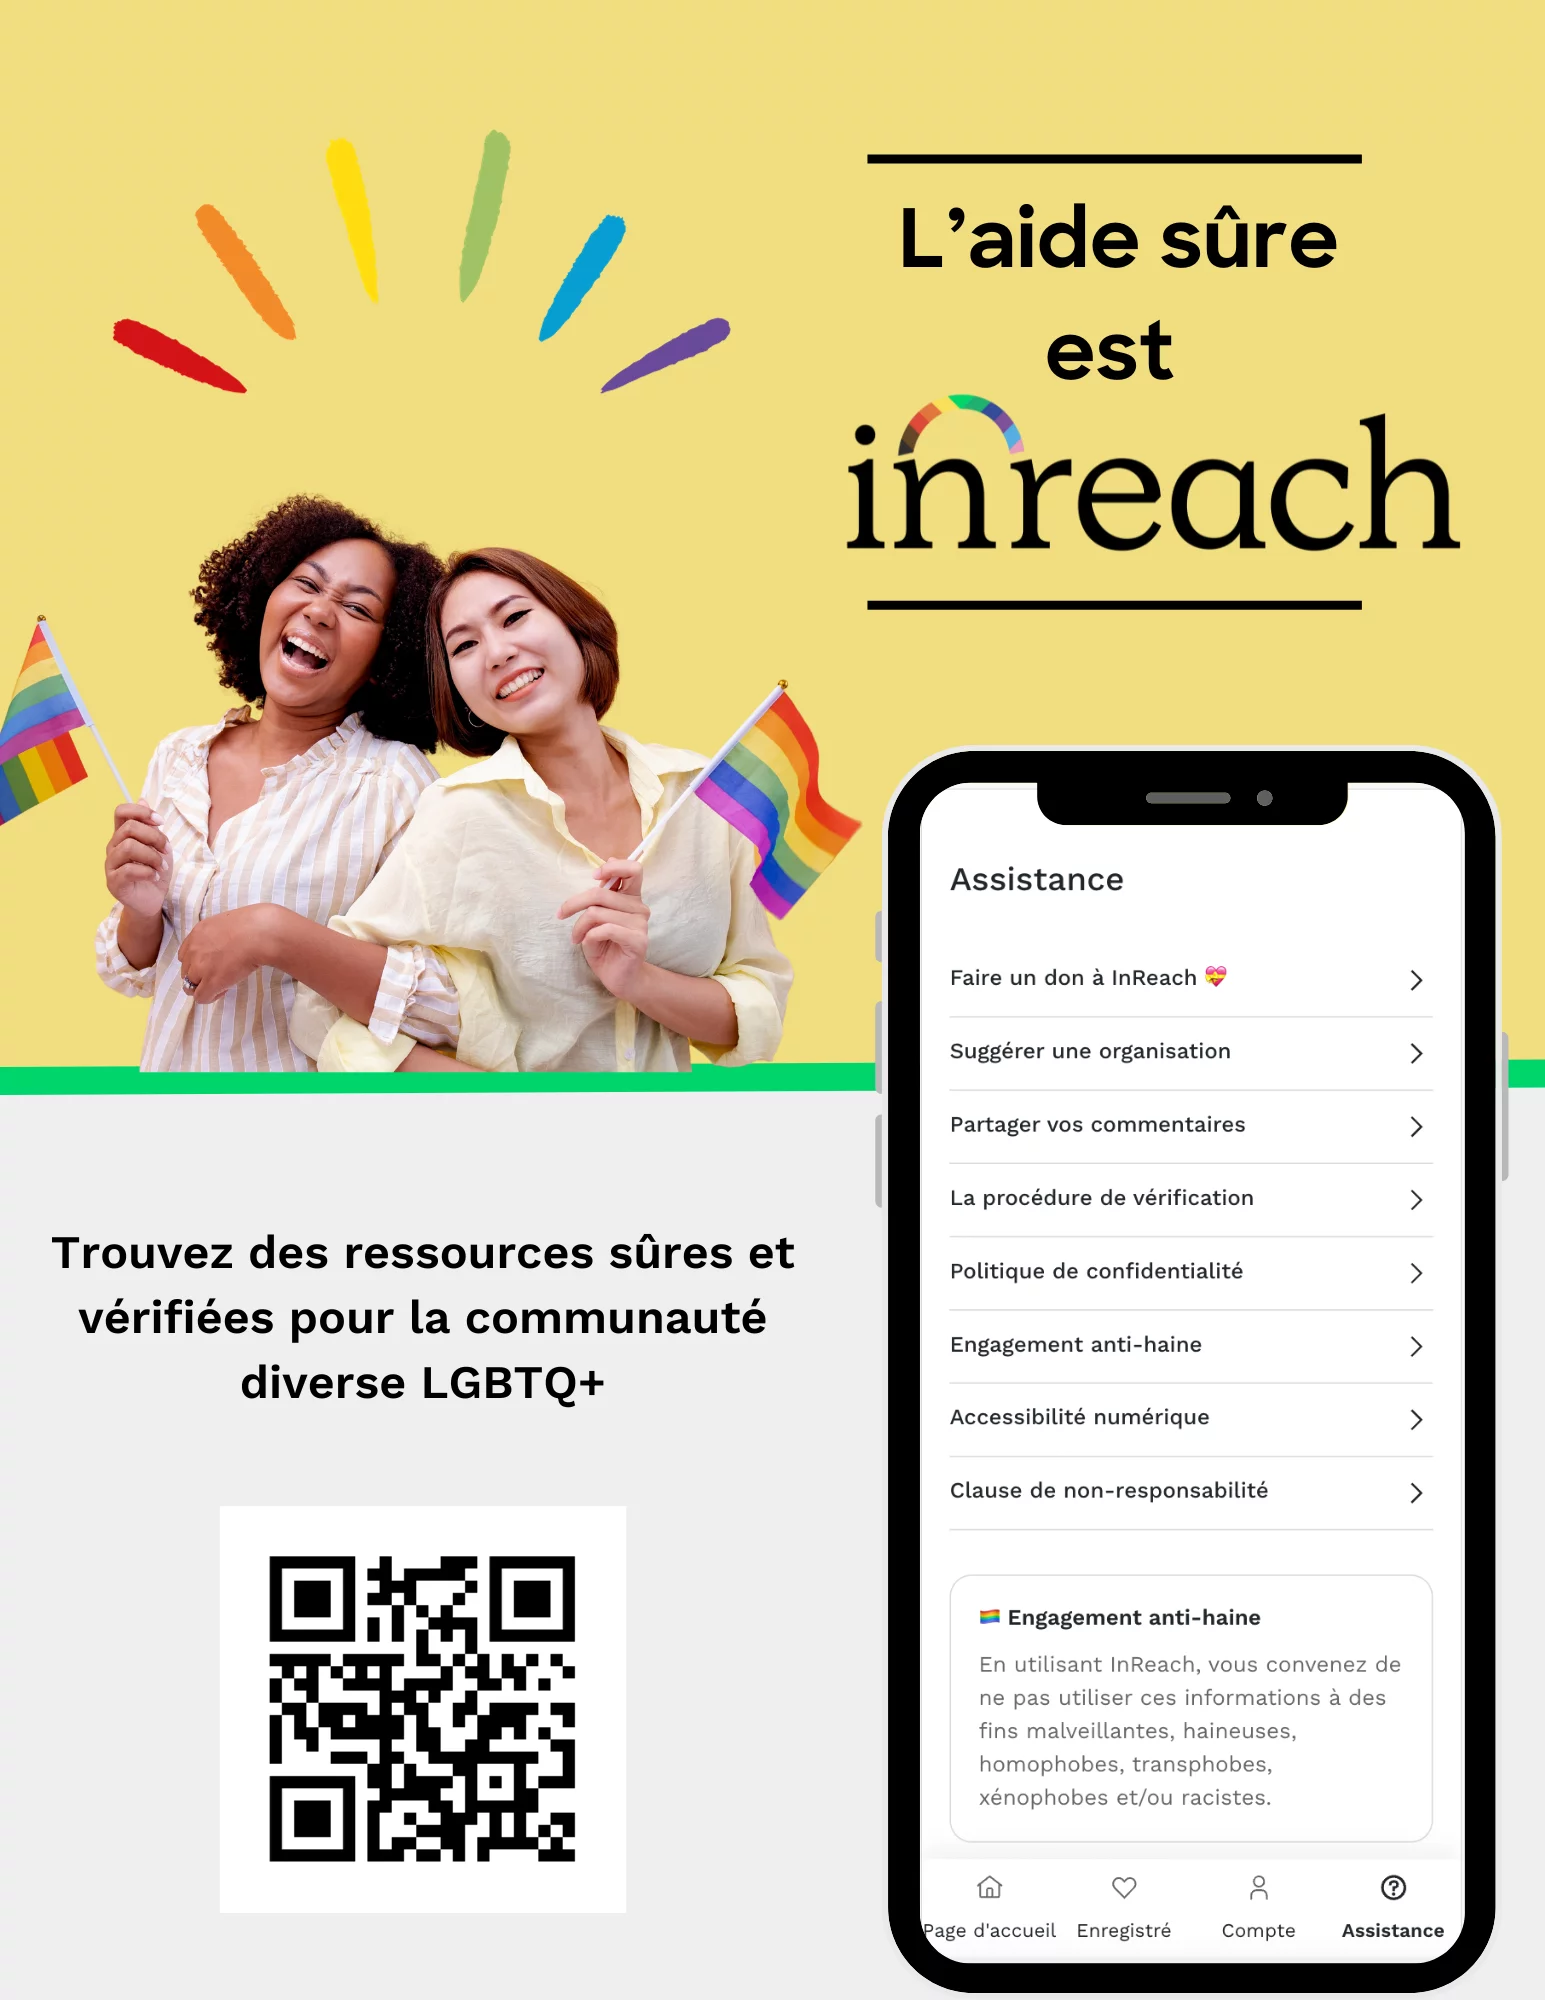 L’aide sûre
est
inreach
Assistance
Faire un don à InReach 💝
Suggérer une organisation
Partager vos commentaires
La procédure de vérification
Politique de confidentialité
Engagement anti-haine
Accessibilité numérique
Clause de non-responsabilité
🏳️‍🌈 Engagement anti-haine
En utilisant InReach, vous convenez de
ne pas utiliser ces informations à des
fins malveillantes, haineuses,
homophobes, transphobes,
xénophobes et/ou racistes.
Page d'accueil Enregistré Compte Assistance
Trouvez des ressources sûres et
vérifiées pour la communauté
diverse LGBTQ+